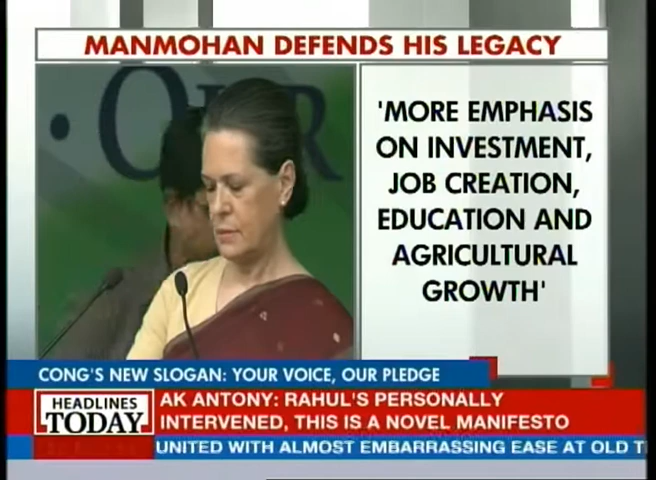 MANMOHAN DEFENDS HIS LEGACY
• OUR
'MORE EMPHASIS
ON INVESTMENT,
JOB CREATION,
EDUCATION AND
AGRICULTURAL
GROWTH'
CONG'S NEW SLOGAN: YOUR VOICE, OUR PLEDGE
HEADLINES
TODAY
AK ANTONY: RAHUL'S PERSONALLY
INTERVENED, THIS IS A NOVEL MANIFESTO
UNITED WITH ALMOST EMBARRASSING EASE AT OLD T